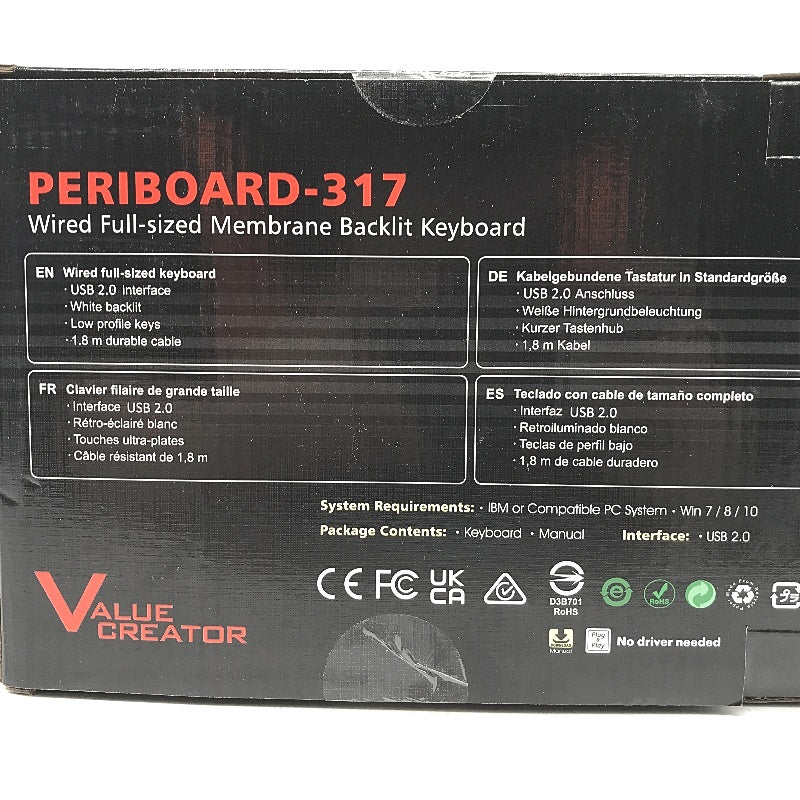 PERIBOARD-317
Wired Full-sized Membrane Backlit Keyboard
EN Wired full-sized keyboard
· USB 2.0 interface
· White backlit
· Low profile keys
· 1.8 m durable cable
DE Kabelgebundene Tastatur in Standardgröße
· USB 2.0 Anschluss
· Weiße Hintergrundbeleuchtung
· Kurzer Tastenhub
· 1,8 m Kabel
FR Clavier filaire de grande taille
· Interface USB 2.0
· Rétro-éclairé blanc
· Touches ultra-plates
· Câble résistant de 1,8 m
ES Teclado con cable de tamaño completo
· Interfaz USB 2.0
· Retroiluminado blanco
· Teclas de perfil bajo
· 1,8 m de cable duradero
System Requirements: · IBM or Compatible PC System · Win 7 / 8 / 10
Package Contents: · Keyboard · Manual Interface: · USB 2.0
VALUE CREATOR
CE FC UK CA
D3B701
RoHS
RoHS
DOWNLOAD
Manual
Plug & Play
No driver needed